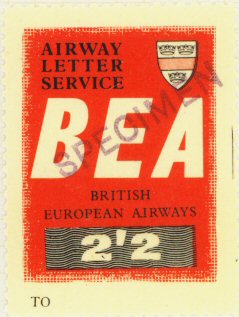 AIRWAY
LETTER
SERVICE
SPECIMEN
BEA
BRITISH
EUROPEAN AIRWAYS
2'2
TO